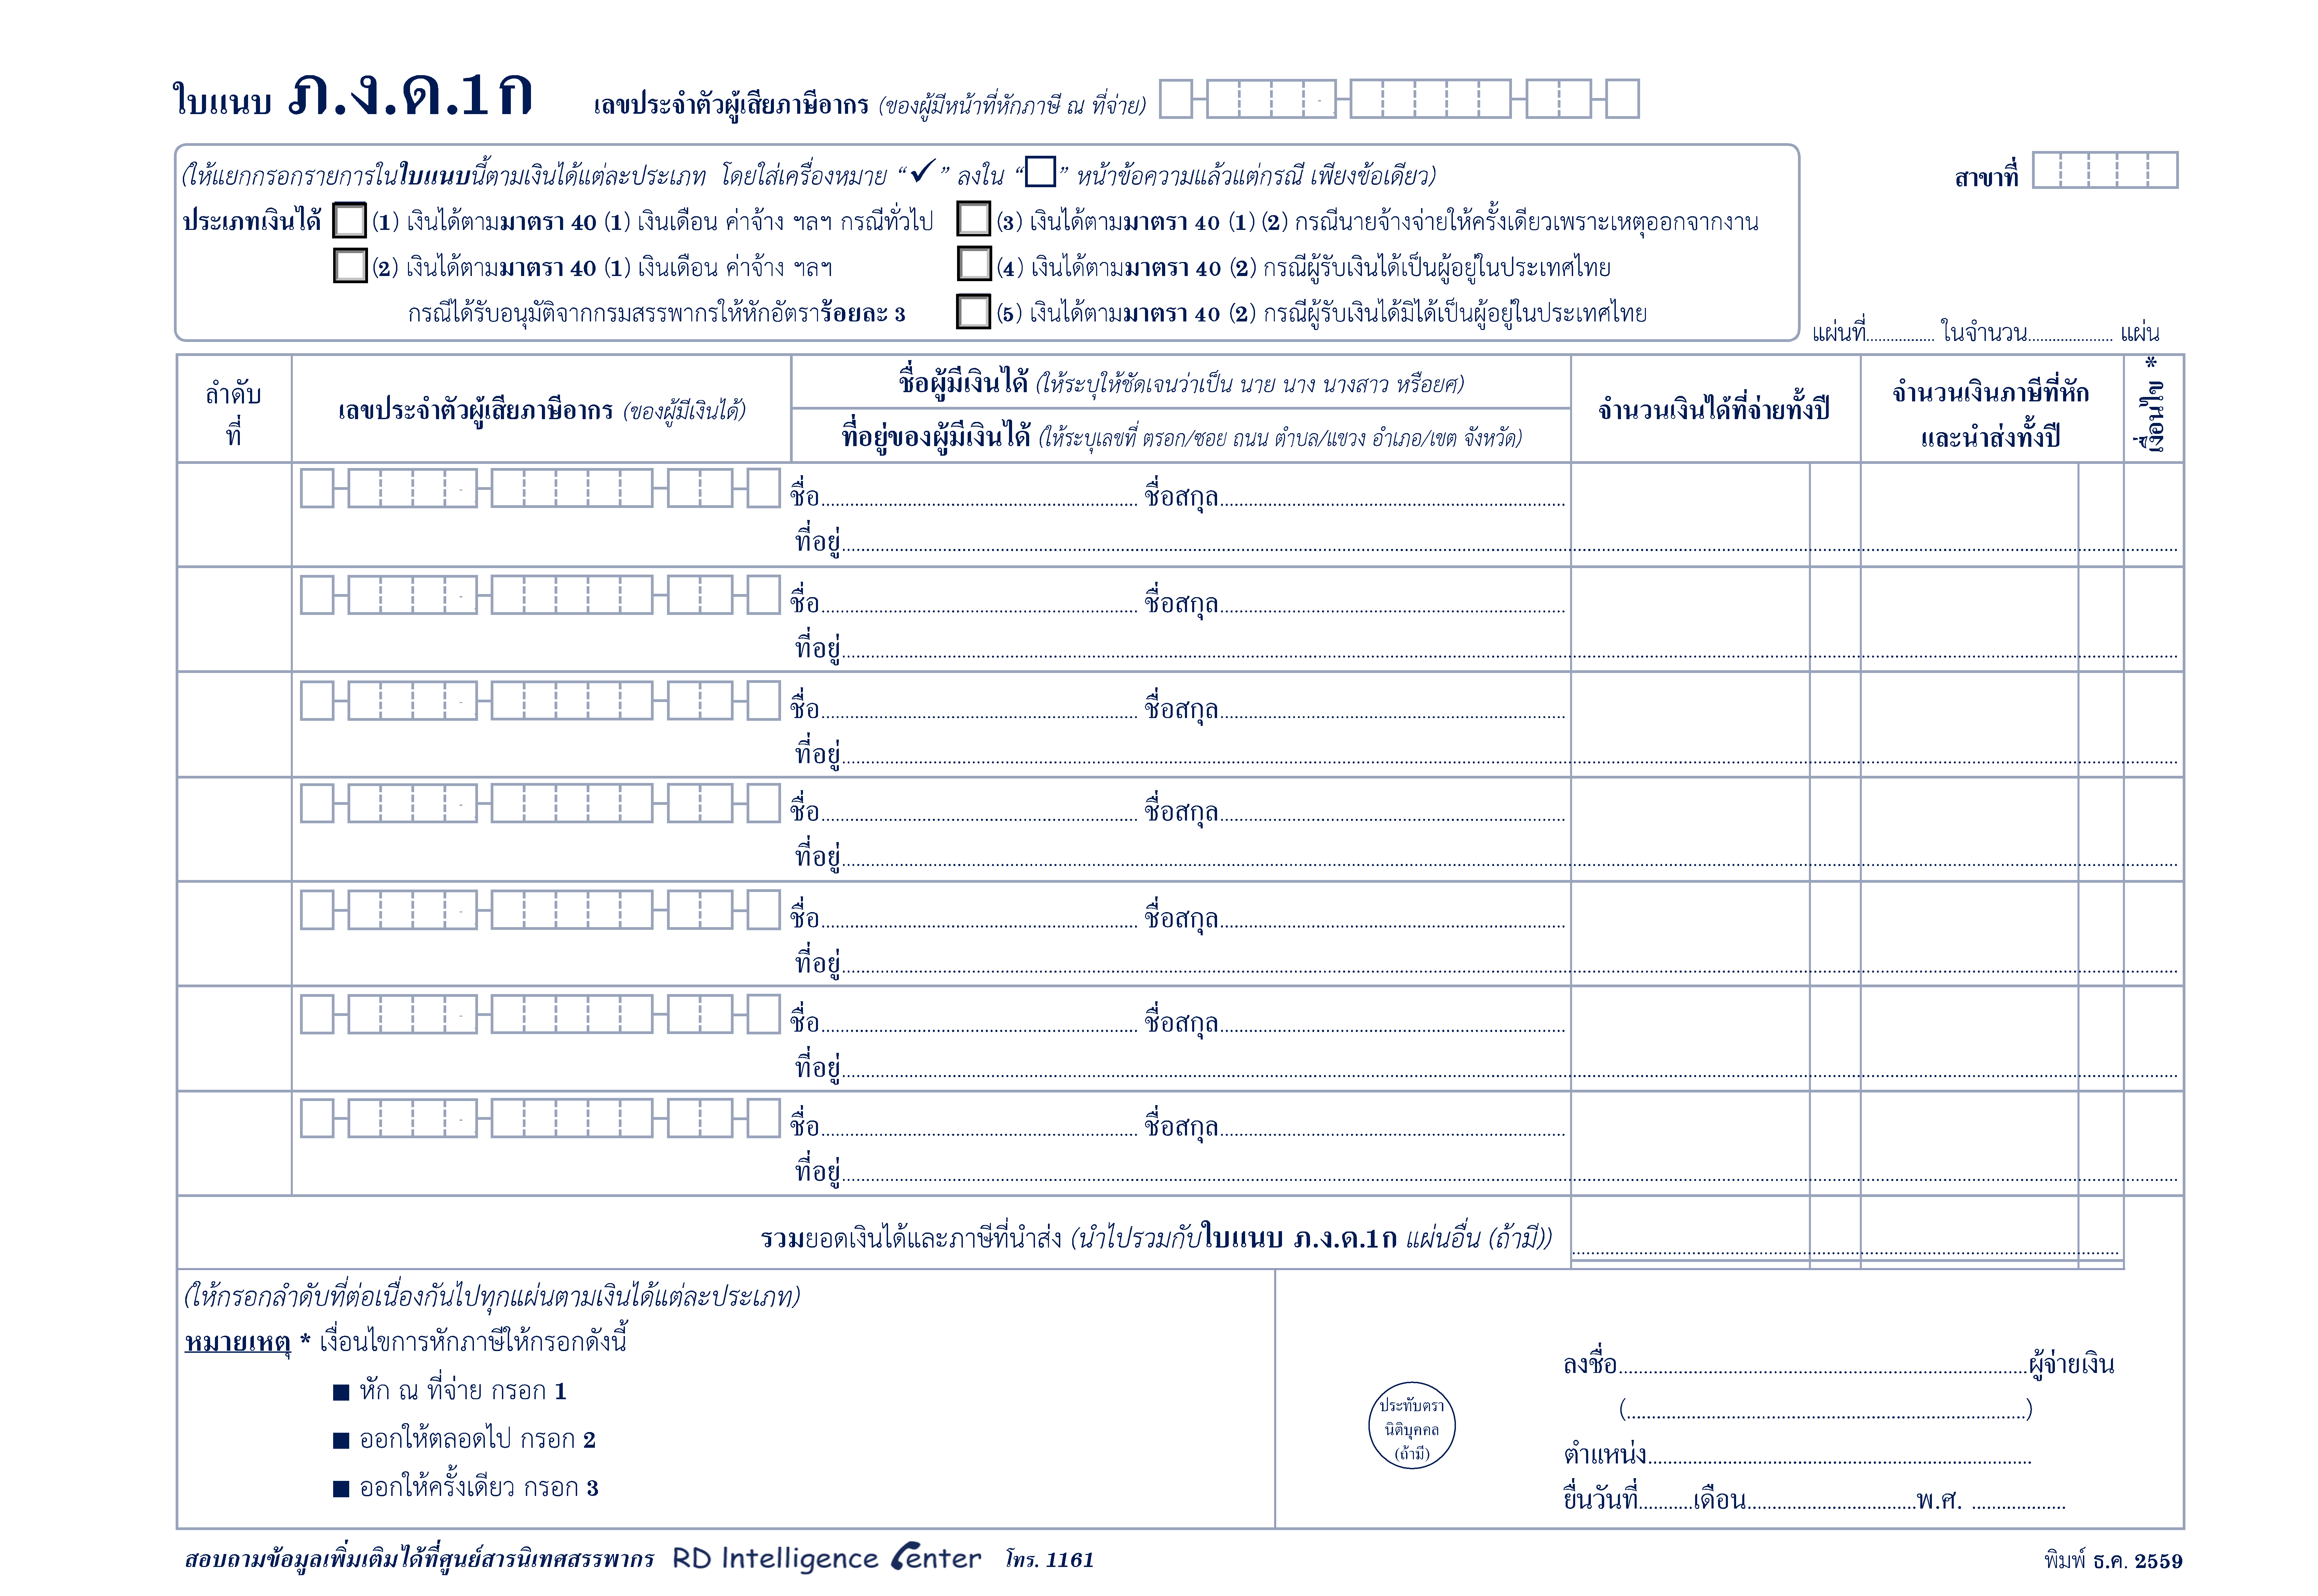 ใบแนบ ภ.ง.ด.1ก เลขประจำตัวผู้เสียภาษีอากร (ของผู้มีหน้าที่หักภาษี ณ ที่จ่าย)
(ให้แยกกรอกรายการในใบแนบนี้ตามเงินได้แต่ละประเภท โดยใส่เครื่องหมาย “✓” ลงใน “☐” หน้าข้อความแล้วแต่กรณี เพียงข้อเดียว)
สาขาที่
ประเภทเงินได้ ☐ (1) เงินได้ตามมาตรา 40 (1) เงินเดือน ค่าจ้าง ฯลฯ กรณีทั่วไป ☐ (3) เงินได้ตามมาตรา 40 (1) (2) กรณีนายจ้างจ่ายให้ครั้งเดียวเพราะเหตุออกจากงาน
☐ (2) เงินได้ตามมาตรา 40 (1) เงินเดือน ค่าจ้าง ฯลฯ ☐ (4) เงินได้ตามมาตรา 40 (2) กรณีผู้รับเงินได้เป็นผู้อยู่ในประเทศไทย
กรณีได้รับอนุมัติจากกรมสรรพากรให้หักอัตราร้อยละ 3 ☐ (5) เงินได้ตามมาตรา 40 (2) กรณีผู้รับเงินได้มิได้เป็นผู้อยู่ในประเทศไทย
แผ่นที่............... ในจำนวน................... แผ่น
ลำดับ
ที่
เลขประจำตัวผู้เสียภาษีอากร (ของผู้มีเงินได้)
ชื่อผู้มีเงินได้ (ให้ระบุให้ชัดเจนว่าเป็น นาย นาง นางสาว หรือยศ)
ที่อยู่ของผู้มีเงินได้ (ให้ระบุเลขที่ ตรอก/ซอย ถนน ตำบล/แขวง อำเภอ/เขต จังหวัด)
จำนวนเงินได้ที่จ่ายทั้งปี
จำนวนเงินภาษีที่หัก
และนำส่งทั้งปี
เงื่อนไข *
ชื่อ.................... ชื่อสกุล....................
ที่อยู่....................
ชื่อ.................... ชื่อสกุล....................
ที่อยู่....................
ชื่อ.................... ชื่อสกุล....................
ที่อยู่....................
ชื่อ.................... ชื่อสกุล....................
ที่อยู่....................
ชื่อ.................... ชื่อสกุล....................
ที่อยู่....................
ชื่อ.................... ชื่อสกุล....................
ที่อยู่....................
ชื่อ.................... ชื่อสกุล....................
ที่อยู่....................
รวมยอดเงินได้และภาษีที่นำส่ง (นำไปรวมกับใบแนบ ภ.ง.ด.1ก แผ่นอื่น (ถ้ามี))
(ให้กรอกลำดับที่ต่อเนื่องกันไปทุกแผ่นตามเงินได้แต่ละประเภท)
หมายเหตุ * เงื่อนไขการหักภาษีให้กรอกดังนี้
■ หัก ณ ที่จ่าย กรอก 1
■ ออกให้ตลอดไป กรอก 2
■ ออกให้ครั้งเดียว กรอก 3
ประทับตรา
นิติบุคคล
(ถ้ามี)
ลงชื่อ....................ผู้จ่ายเงิน
(....................)
ตำแหน่ง....................
ยื่นวันที่..........เดือน....................พ.ศ. ..................
สอบถามข้อมูลเพิ่มเติมได้ที่ศูนย์สารนิเทศสรรพากร RD Intelligence Center โทร. 1161
พิมพ์ ธ.ค. 2559